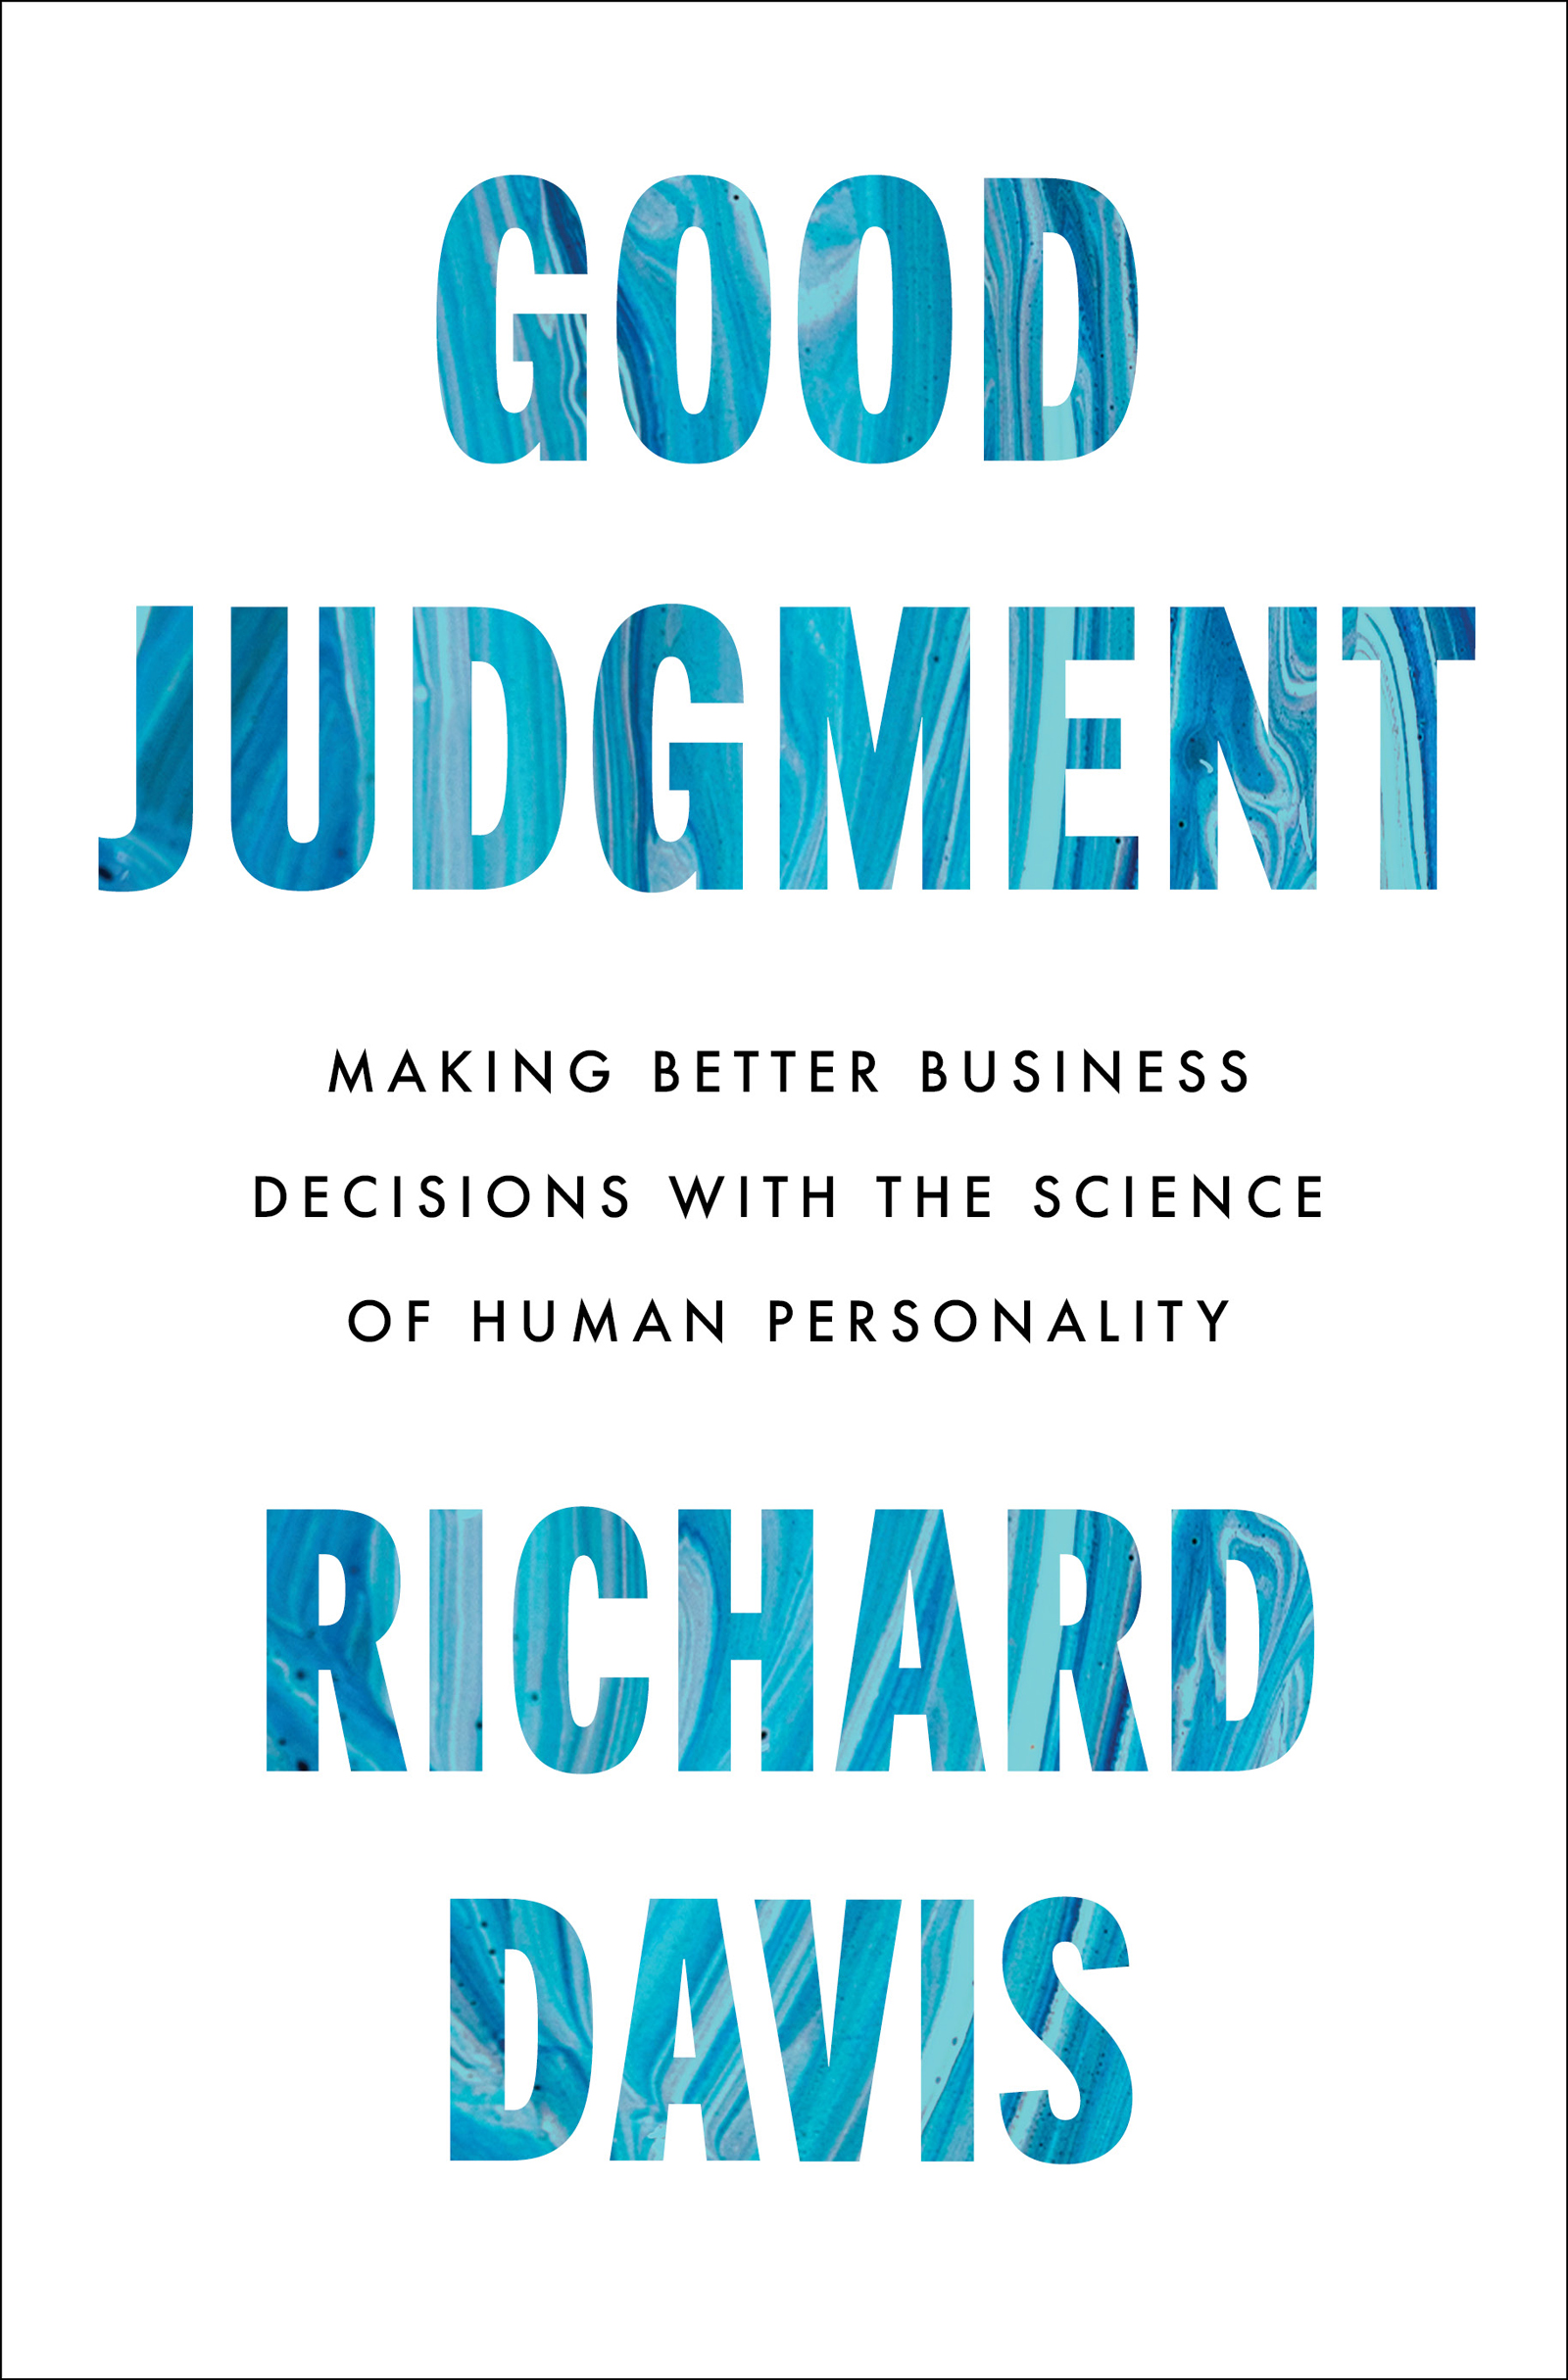 GOOD
JUDGMENT
MAKING BETTER BUSINESS
DECISIONS WITH THE SCIENCE
OF HUMAN PERSONALITY
RICHARD
DAVIS